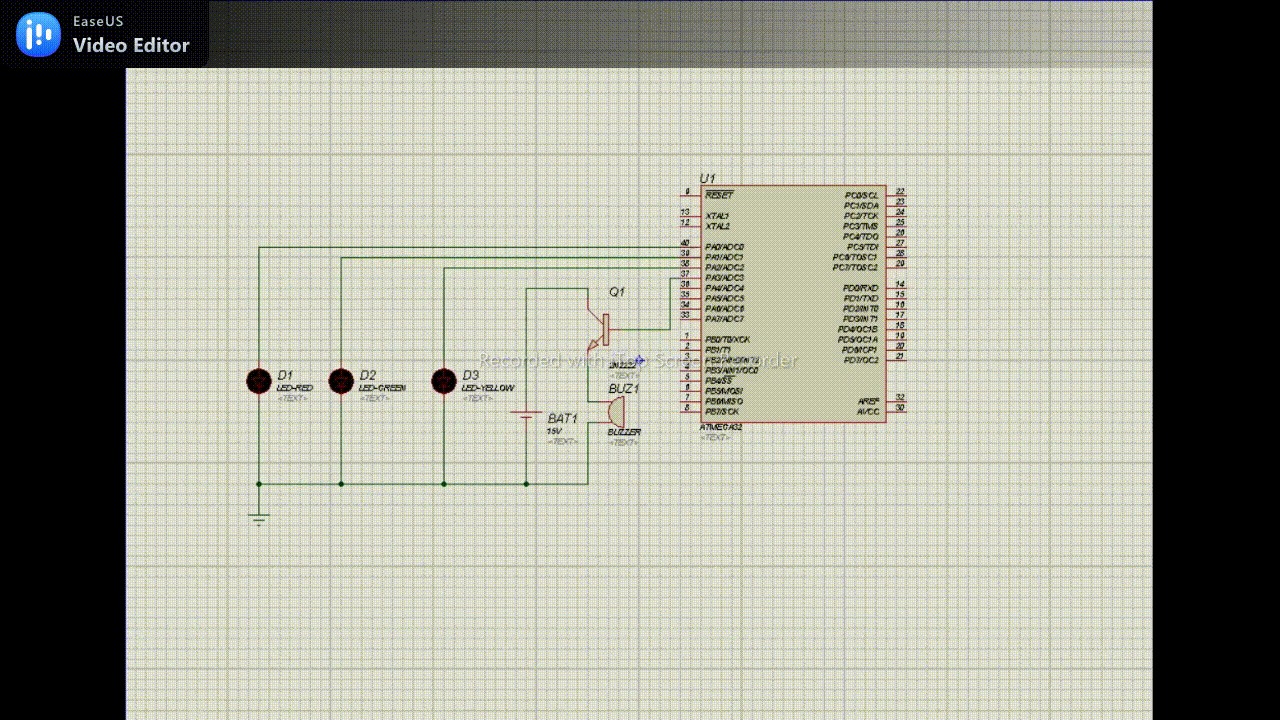 EaseUS
Video Editor
U1
9 RESET
13 XTAL1
12 XTAL2
40 PA0/ADC0
39 PA1/ADC1
38 PA2/ADC2
37 PA3/ADC3
36 PA4/ADC4
35 PA5/ADC5
34 PA6/ADC6
33 PA7/ADC7
1 PB0/T0/XCK
2 PB1/T1
3 PB2/AIN0/INT2
4 PB3/AIN1/OC0
5 PB4/SS
6 PB5/MOSI
7 PB6/MISO
8 PB7/SCK
PC0/SCL 22
PC1/SDA 23
PC2/TCK 24
PC3/TMS 25
PC4/TDO 26
PC5/TDI 27
PC6/TOSC1 28
PC7/TOSC2 29
PD0/RXD 14
PD1/TXD 15
PD2/INT0 16
PD3/INT1 17
PD4/OC1B 18
PD5/OC1A 19
PD6/ICP1 20
PD7/OC2 21
AREF 32
AVCC 30
ATMEGA32
<TEXT>
Q1
<TEXT>
Recorded with iTop Screen Recorder
D1
LED-RED
<TEXT>
D2
LED-GREEN
<TEXT>
D3
LED-YELLOW
<TEXT>
BUZ1
BUZZER
<TEXT>
BAT1
15V
<TEXT>